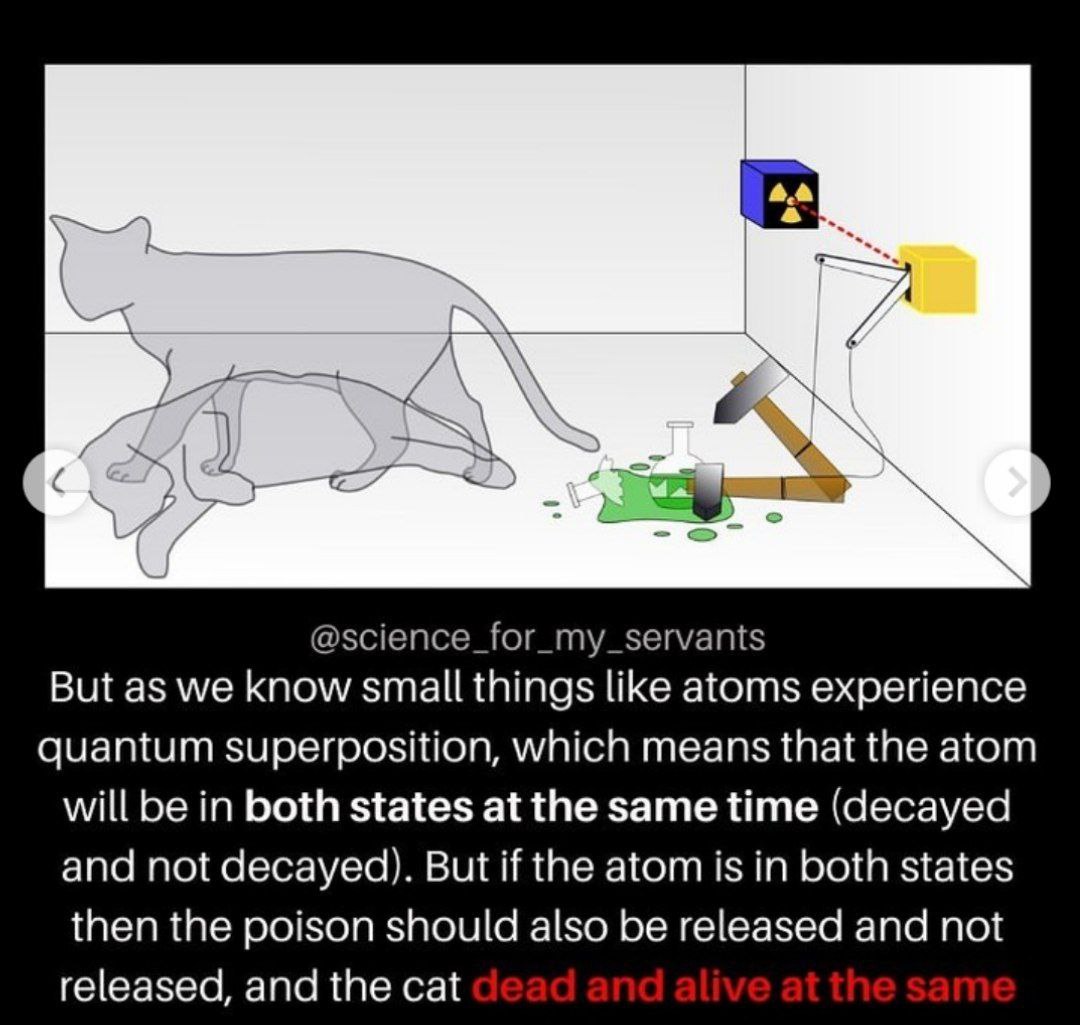 @science_for_my_servants
But as we know small things like atoms experience
quantum superposition, which means that the atom
will be in both states at the same time (decayed
and not decayed). But if the atom is in both states
then the poison should also be released and not
released, and the cat dead and alive at the same